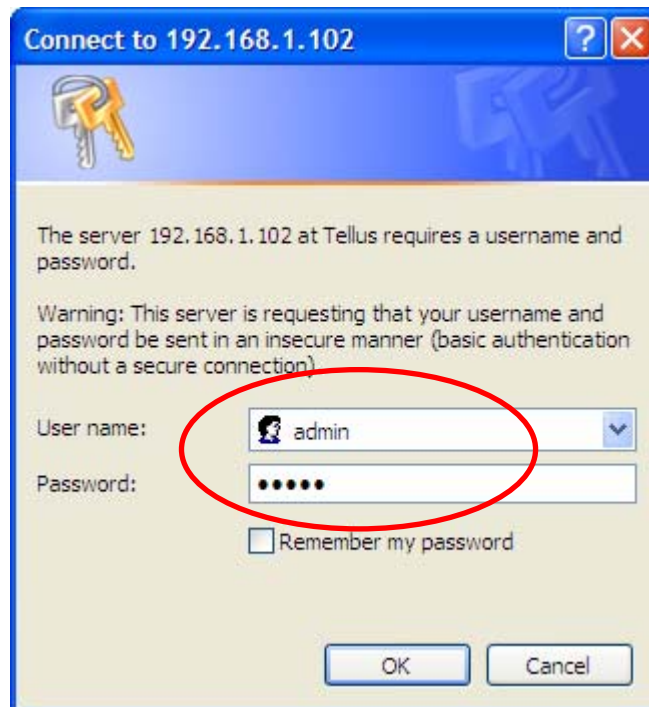 Connect to 192.168.1.102
The server 192.168.1.102 at Tellus requires a username and
password.
Warning: This server is requesting that your username and
password be sent in an insecure manner (basic authentication
without a secure connection).
User name:
admin
Password:
•••••
Remember my password
OK
Cancel